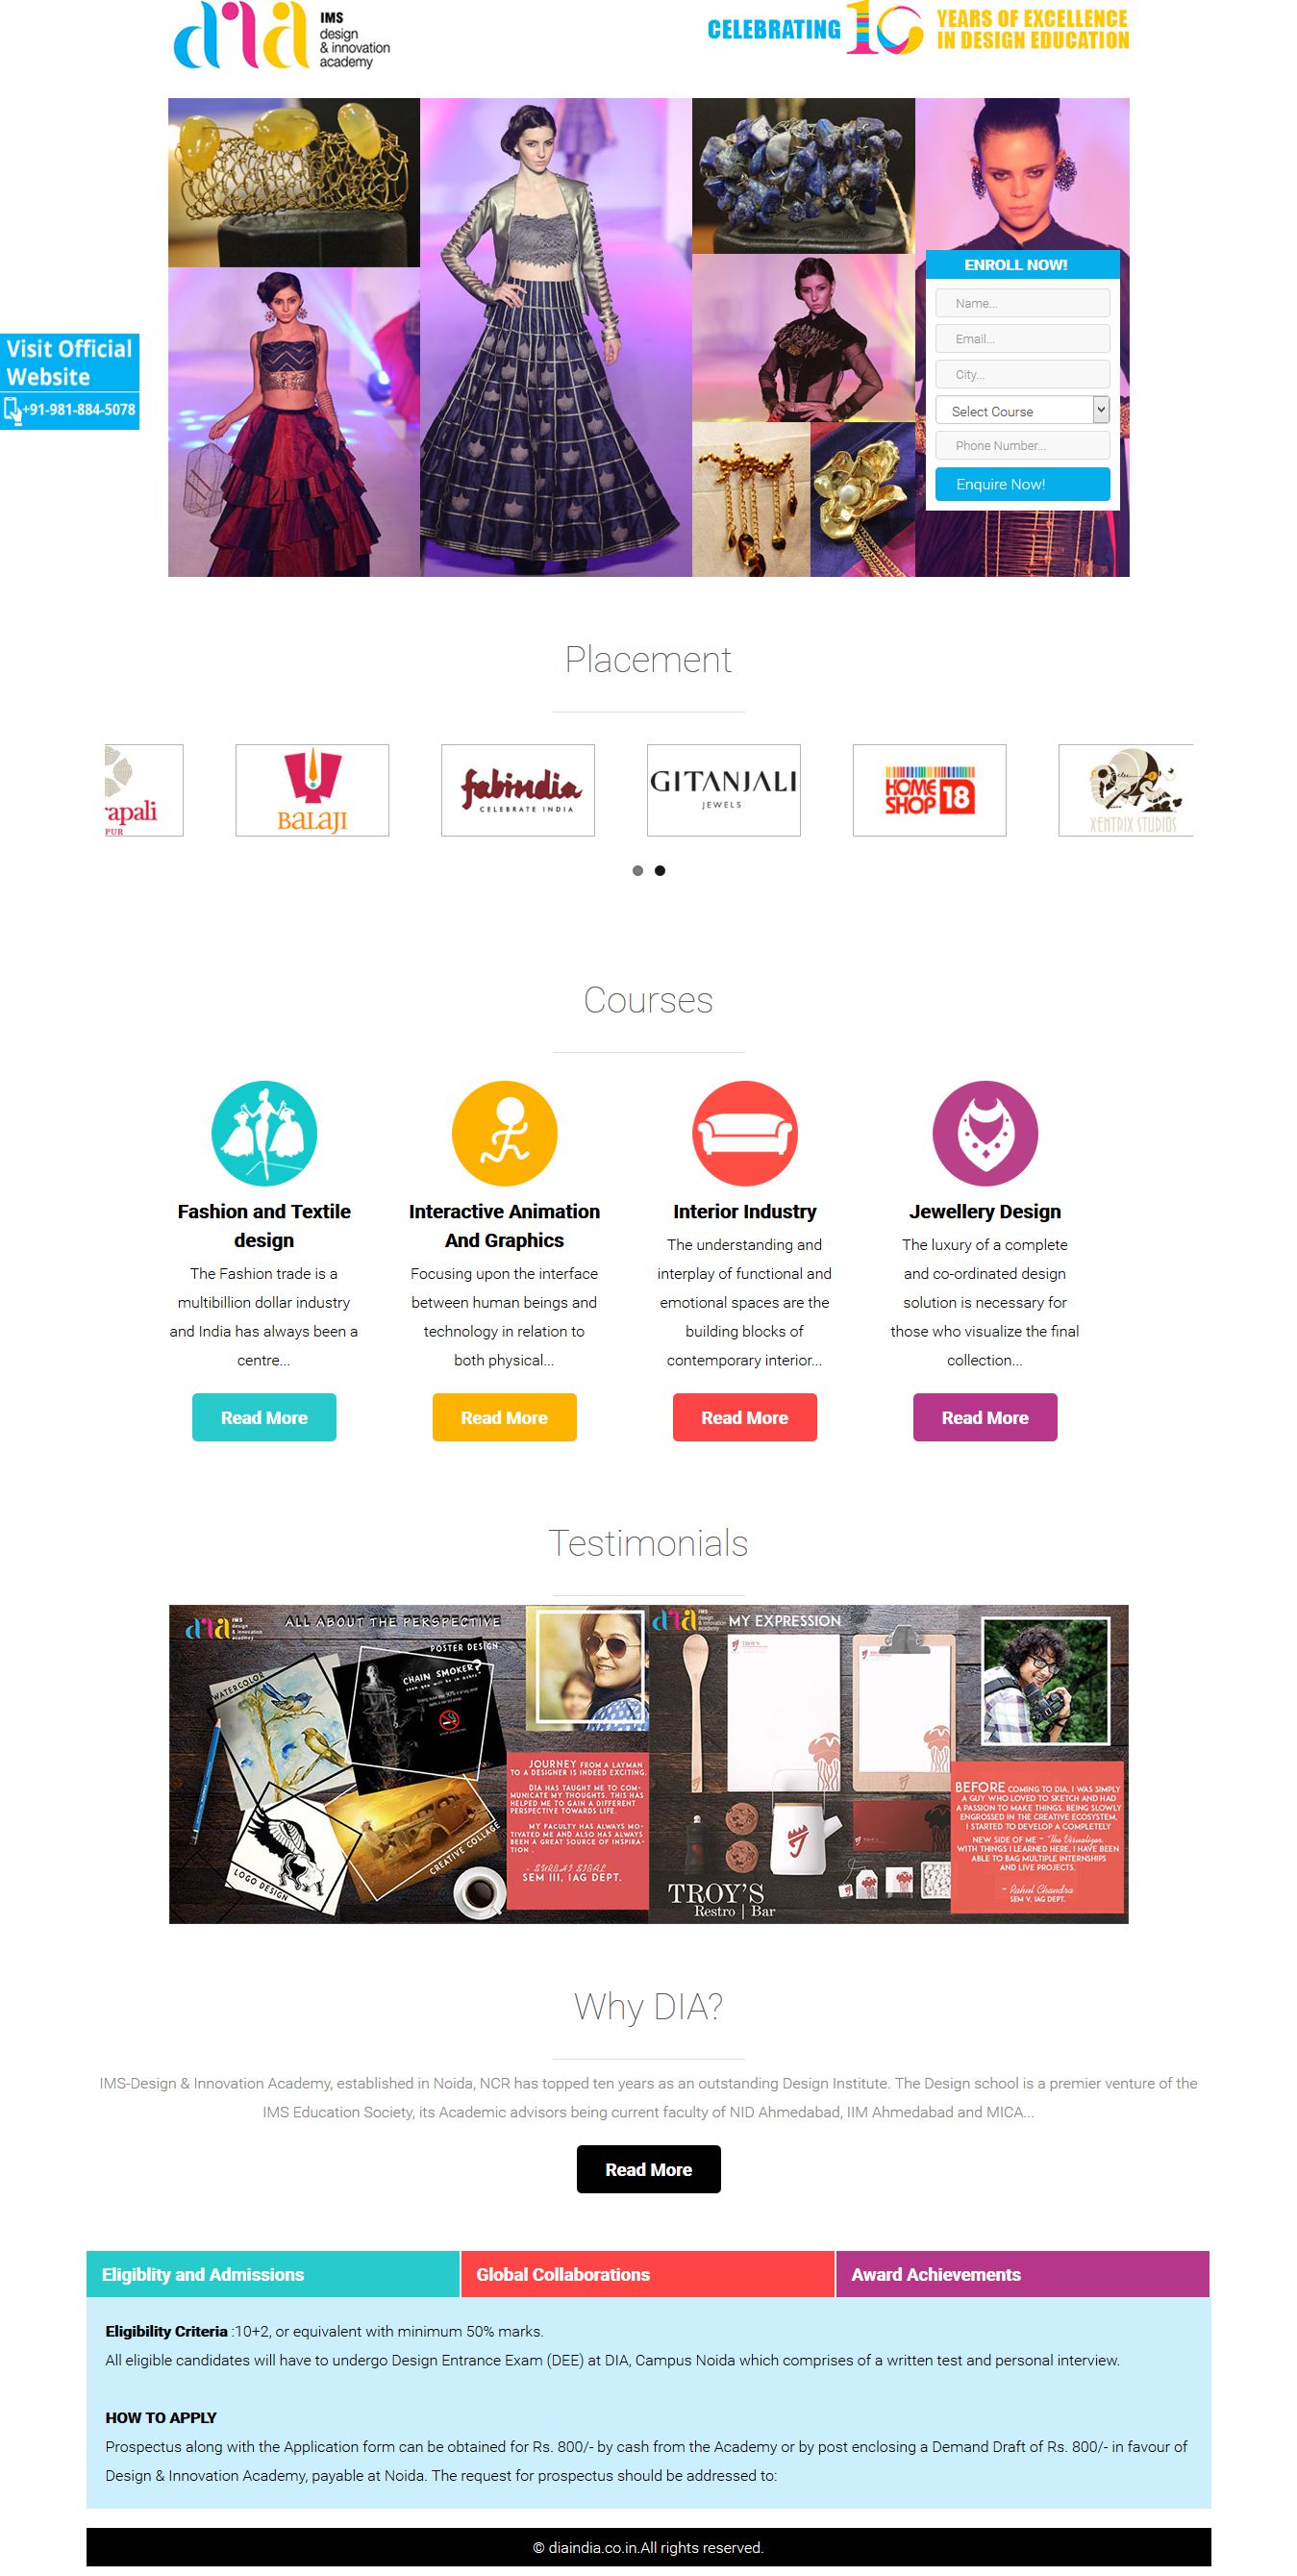 IMS
design
& innovation
academy
CELEBRATING 10 YEARS OF EXCELLENCE
IN DESIGN EDUCATION
ENROLL NOW!
Name...
Email...
City...
Select Course
Phone Number...
Enquire Now!
Visit Official
Website
+91-981-884-5078
Placement
apali
PUR
BALAJI
fabindia
CELEBRATE INDIA
GITANJALI
JEWELS
HOME
SHOP 18
XENTRIX STUDIOS
Courses
Fashion and Textile
design
The Fashion trade is a
multibillion dollar industry
and India has always been a
centre...
Read More
Interactive Animation
And Graphics
Focusing upon the interface
between human beings and
technology in relation to
both physical...
Read More
Interior Industry
The understanding and
interplay of functional and
emotional spaces are the
building blocks of
contemporary interior...
Read More
Jewellery Design
The luxury of a complete
and co-ordinated design
solution is necessary for
those who visualize the final
collection...
Read More
Testimonials
IMS
design
& innovation
academy
ALL ABOUT THE PERSPECTIVE
POSTER DESIGN
WATERCOLOR
CHAIN SMOKER?
LOGO DESIGN
CREATIVE COLLAGE
JOURNEY FROM A LAYMAN
TO A DESIGNER IS INDEED EXCITING.
DIA HAS TAUGHT ME TO COM-
MUNICATE MY THOUGHTS. THIS HAS
HELPED ME TO GAIN A DIFFERENT
PERSPECTIVE TOWARDS LIFE.
MY FACULTY HAS ALWAYS MO-
TIVATED ME AND ALSO HAS ALWAYS
BEEN A GREAT SOURCE OF INSPIRA-
TION .
SEM III, IAG DEPT.
IMS
design
& innovation
academy
MY EXPRESSION
TROY'S
TROY'S
Restro | Bar
BEFORE COMING TO DIA, I WAS SIMPLY
A GUY WHO LOVED TO SKETCH AND HAD
A PASSION TO MAKE THINGS. BEING SLOWLY
ENGROSSED IN THE CREATIVE ECOSYSTEM,
I STARTED TO DEVELOP A COMPLETELY
NEW SIDE OF ME - "The Visualizer.
WITH THINGS I LEARNED HERE, I HAVE BEEN
ABLE TO BAG MULTIPLE INTERNSHIPS
AND LIVE PROJECTS.
- Rahul Chandra
SEM V, IAG DEPT.
Why DIA?
IMS-Design & Innovation Academy, established in Noida, NCR has topped ten years as an outstanding Design Institute. The Design school is a premier venture of the
IMS Education Society, its Academic advisors being current faculty of NID Ahmedabad, IIM Ahmedabad and MICA...
Read More
Eligiblity and Admissions
Global Collaborations
Award Achievements
Eligibility Criteria :10+2, or equivalent with minimum 50% marks.
All eligible candidates will have to undergo Design Entrance Exam (DEE) at DIA, Campus Noida which comprises of a written test and personal interview.
HOW TO APPLY
Prospectus along with the Application form can be obtained for Rs. 800/- by cash from the Academy or by post enclosing a Demand Draft of Rs. 800/- in favour of
Design & Innovation Academy, payable at Noida. The request for prospectus should be addressed to:
© diaindia.co.in.All rights reserved.